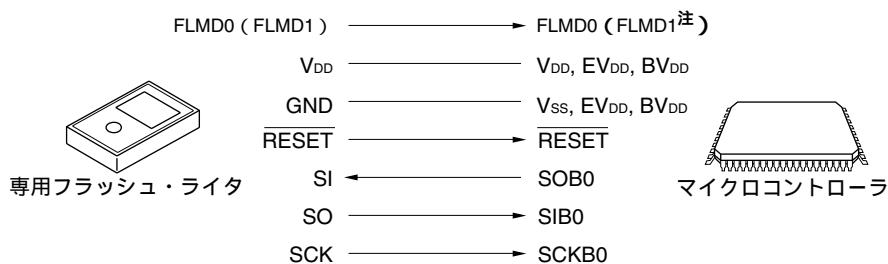 FLMD0（FLMD1） FLMD0（FLMD1注）
VDD VDD, EVDD, BVDD
GND VSS, EVDD, BVDD
RESET RESET
専用フラッシュ・ライタ SI SOB0 マイクロコントローラ
SO SIB0
SCK SCKB0